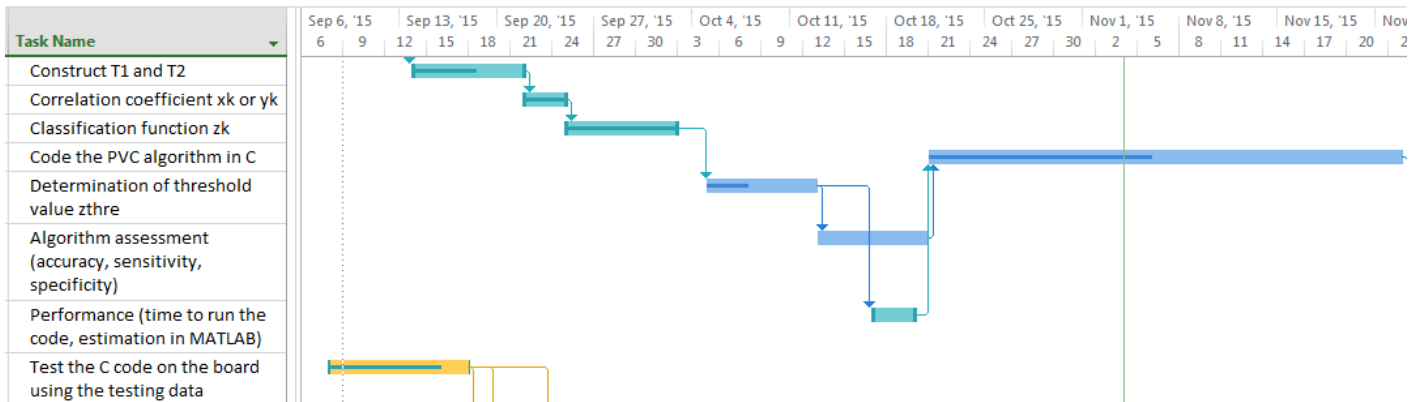 Sep 6, '15 Sep 13, '15 Sep 20, '15 Sep 27, '15 Oct 4, '15 Oct 11, '15 Oct 18, '15 Oct 25, '15 Nov 1, '15 Nov 8, '15 Nov 15, '15 Nov
Task Name
6 9 12 15 18 21 24 27 30 3 6 9 12 15 18 21 24 27 30 2 5 8 11 14 17 20 2
Construct T1 and T2
Correlation coefficient xk or yk
Classification function zk
Code the PVC algorithm in C
Determination of threshold
value zthre
Algorithm assessment
(accuracy, sensitivity,
specificity)
Performance (time to run the
code, estimation in MATLAB)
Test the C code on the board
using the testing data